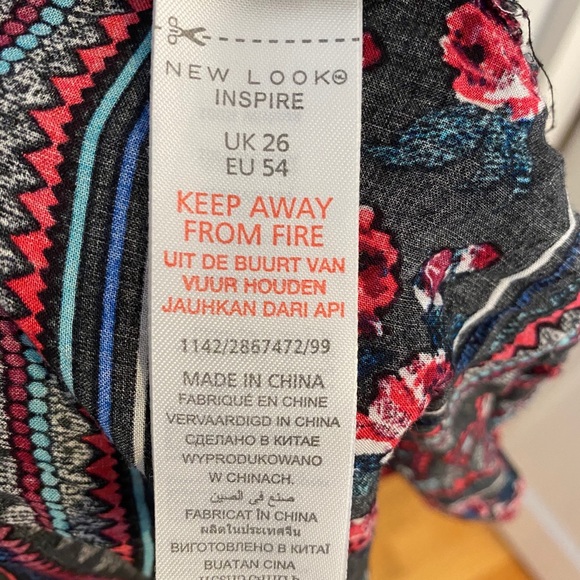 NEW LOOK
INSPIRE
UK 26
EU 54
KEEP AWAY
FROM FIRE
UIT DE BUURT VAN
VUUR HOUDEN
JAUHKAN DARI API
1142/2867472/99
MADE IN CHINA
FABRIQUÉ EN CHINE
VERVAARDIGD IN CHINA
СДЕЛАНО В КИТАЕ
WYPRODUKOWANO
W CHINACH.
صنع في الصين
FABRICAT ÎN CHINA
ผลิตในประเทศจีน
ВИГОТОВЛЕНО В КИТАЇ
BUATAN CINA